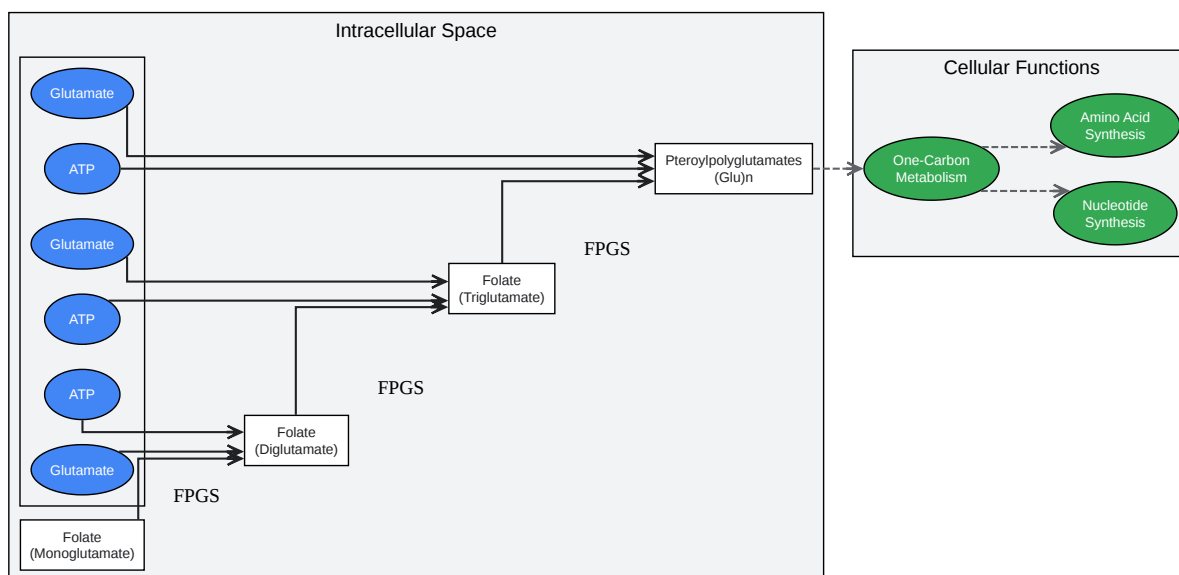 Intracellular Space
Cellular Functions
Glutamate
ATP
Glutamate
ATP
ATP
Glutamate
Folate
(Monoglutamate)
FPGS
Folate
(Diglutamate)
FPGS
Folate
(Triglutamate)
FPGS
Pteroylpolyglutamates
(Glu)n
One-Carbon
Metabolism
Amino Acid
Synthesis
Nucleotide
Synthesis